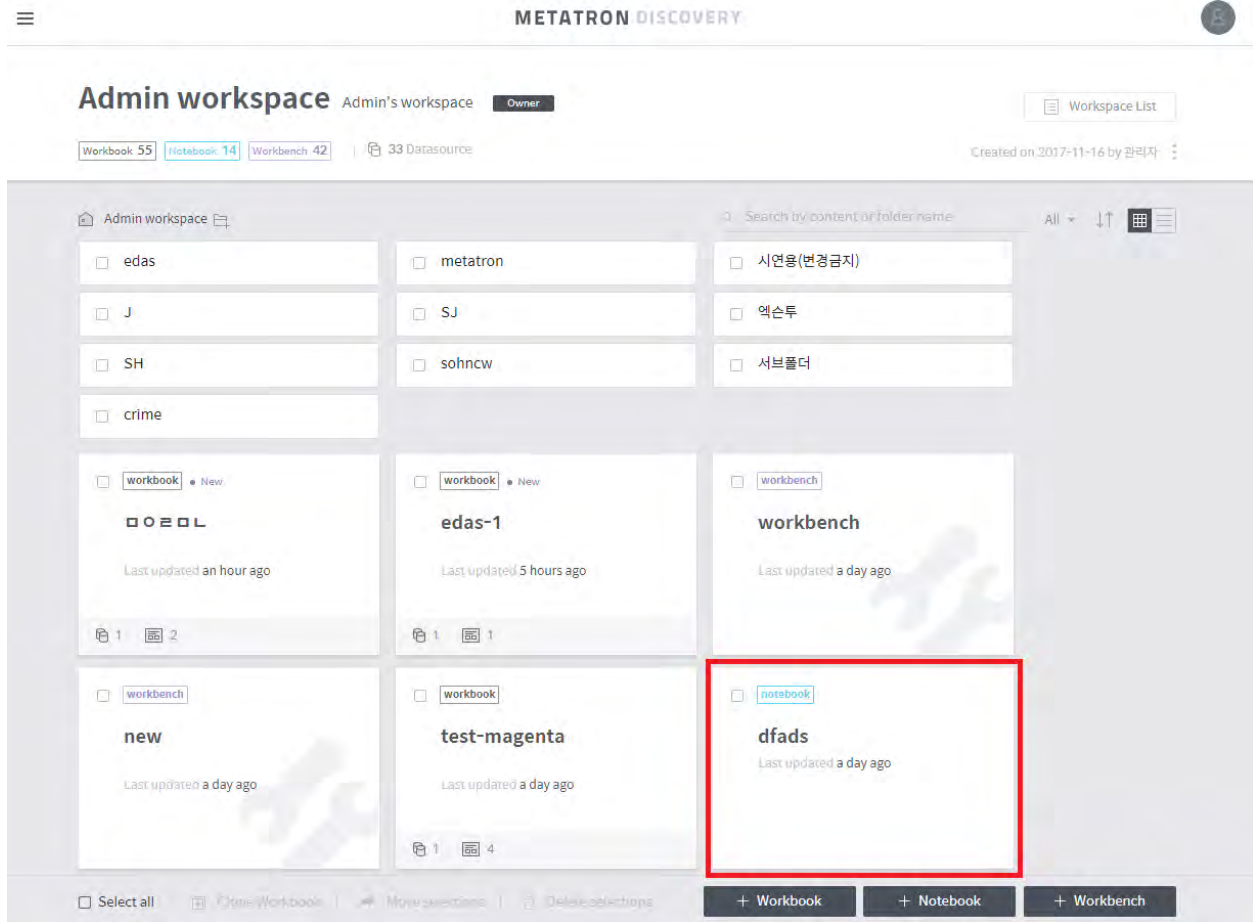 METATRON DISCOVERY
Admin workspace Admin's workspace Owner
Workspace List
Workbook 55 Notebook 14 Workbench 42 33 Datasource
Created on 2017-11-16 by 관리자
Admin workspace
Search by content or folder name
All
edas metatron 시연용(변경금지)
J SJ 엑슨투
SH sohncw 서브폴더
crime
workbook New workbook New workbench
ㅁㅇㄹㅁㄴ edas-1 workbench
Last updated an hour ago Last updated 5 hours ago Last updated a day ago
1 2 1 1
workbench workbook notebook
new test-magenta dfads
Last updated a day ago
Last updated a day ago Last updated a day ago
1 4
Select all Clone Workbook Move selections Delete selections + Workbook + Notebook + Workbench